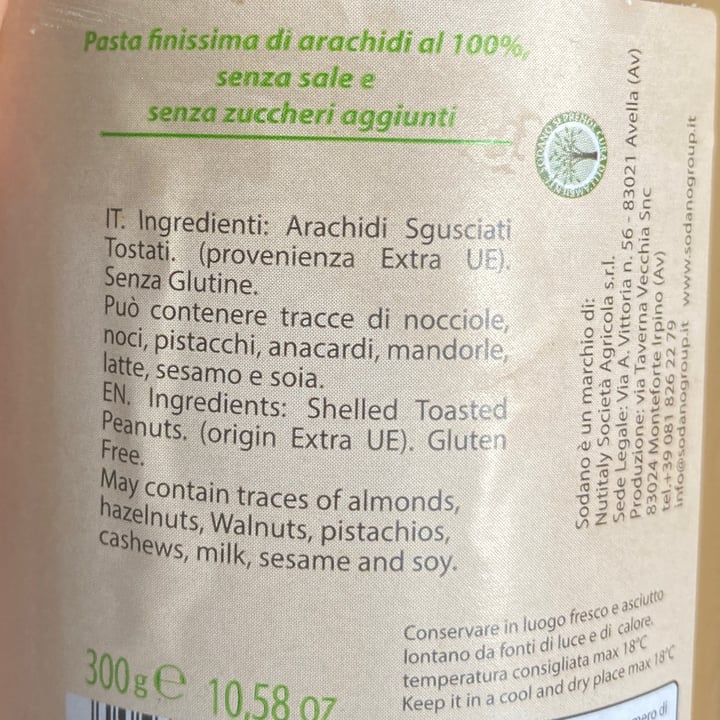 Pasta finissima di arachidi al 100%,
senza sale e
senza zuccheri aggiunti
IT. Ingredienti: Arachidi Sgusciati
Tostati. (provenienza Extra UE).
Senza Glutine.
Può contenere tracce di nocciole,
noci, pistacchi, anacardi, mandorle,
latte, sesamo e soia.
EN. Ingredients: Shelled Toasted
Peanuts. (origin Extra UE). Gluten
Free.
May contain traces of almonds,
hazelnuts, Walnuts, pistachios,
cashews, milk, sesame and soy.
300g e 10,58 oz
Conservare in luogo fresco e asciutto
lontano da fonti di luce e di calore.
temperatura consigliata max 18°C
Keep it in a cool and dry place max 18°C
Sodano è un marchio di:
Nutitaly Società Agricola s.r.l.
Sede Legale: Via A. Vittoria n. 56 - 83021 Avella (Av)
Produzione: via Taverna Vecchia Snc
83024 Monteforte Irpino (Av)
tel.+39 081 826 22 79
info@sodanogroup.it www.sodanogroup.it
SODANO SI PRENDE CURA
di